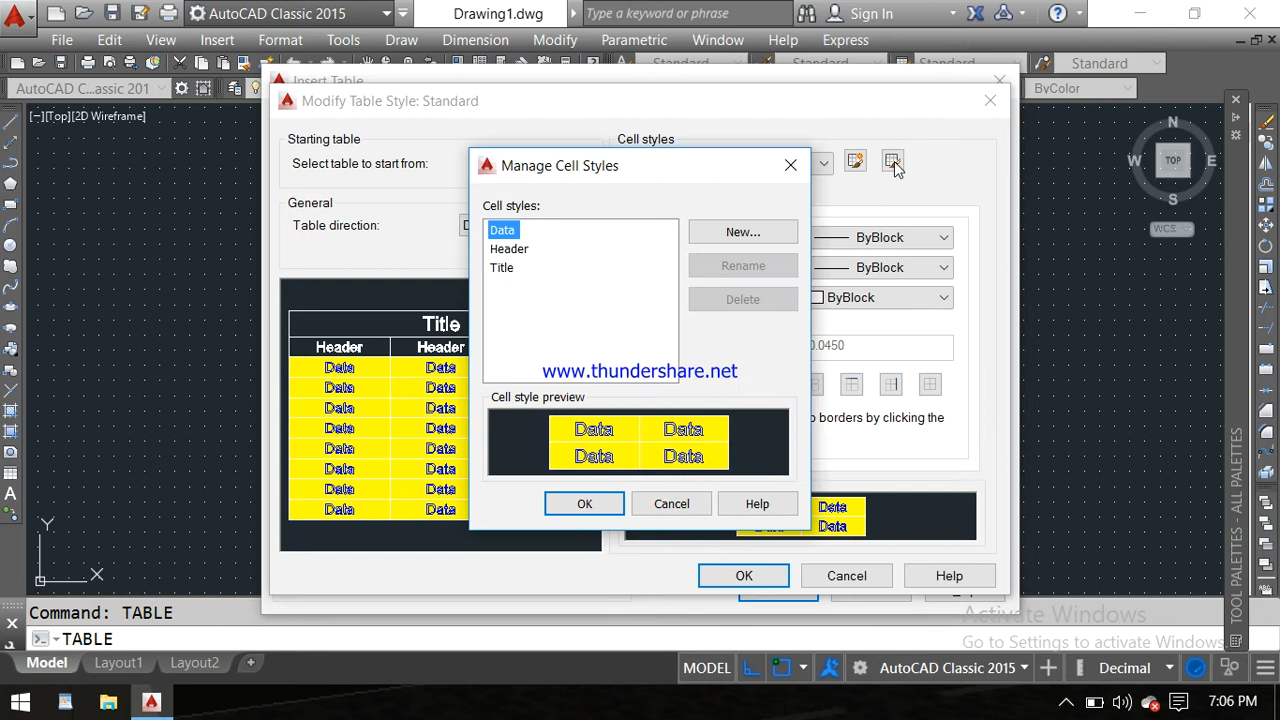 AutoCAD Classic 2015
Drawing1.dwg
Type a keyword or phrase
Sign In
File Edit View Insert Format Tools Draw Dimension Modify Parametric Window Help Express
Standard Standard Standard Standard
AutoCAD C...assic 201
ByColor
[−][Top][2D Wireframe]
Insert Table
Modify Table Style: Standard
Starting table
Select table to start from:
General
Table direction:
D
Cell styles
Title
Header Header
Data Data
Data Data
Data Data
Data Data
Data Data
Data Data
Data Data
Data Data
Manage Cell Styles
Cell styles:
Data
Header
Title
New...
Rename
Delete
www.thundershare.net
Cell style preview
Data Data
Data Data
OK Cancel Help
ByBlock
ByBlock
ByBlock
0.0450
o borders by clicking the
Data
Data
OK Cancel Help
N
W TOP E
S
WCS
Y
X
TOOL PALETTES - ALL PALETTES
Command: TABLE
TABLE
Activate Windows
Go to Settings to activate Windows.
Model Layout1 Layout2
MODEL
AutoCAD Classic 2015
Decimal
7:06 PM